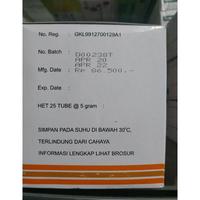 No. Reg. : GKL9912700129A1
No. Batch : D00238T
Mfg. Date : APR 20
Exp. Date : APR 22
Rp 86.500.-
HET 25 TUBE @ 5 gram :
SIMPAN PADA SUHU DI BAWAH 30°C,
TERLINDUNG DARI CAHAYA
INFORMASI LENGKAP LIHAT BROSUR